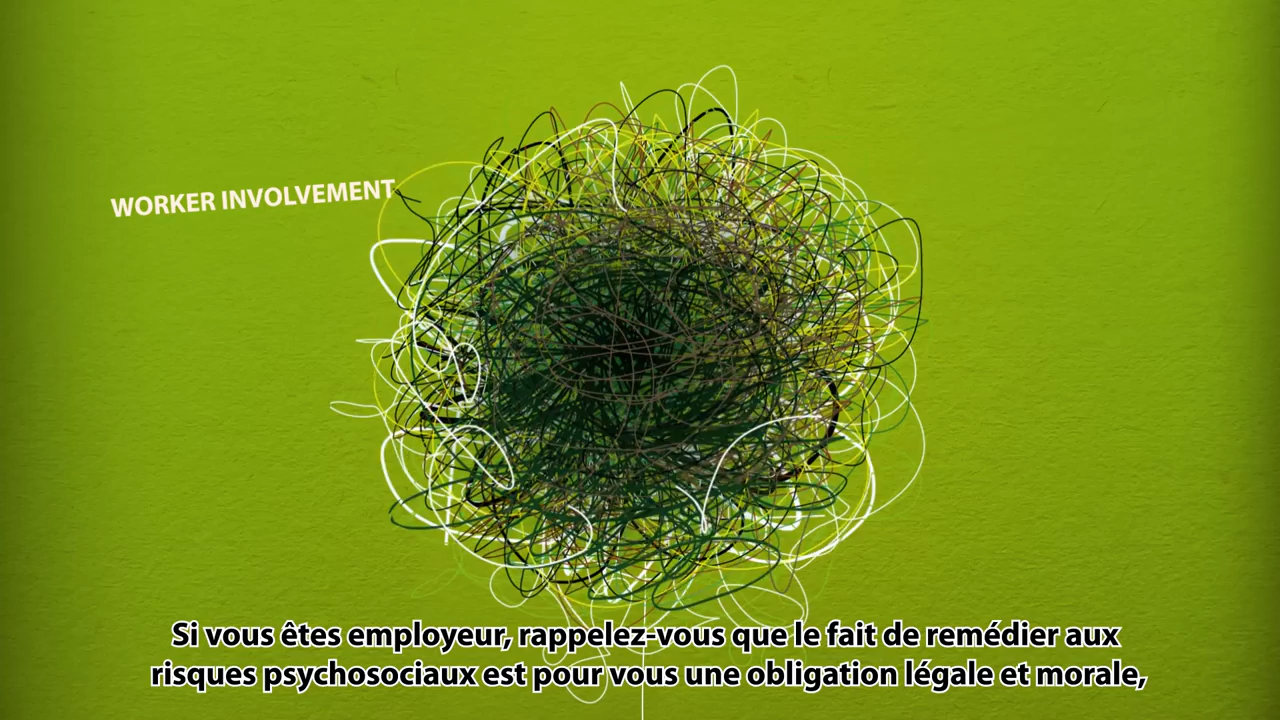 WORKER INVOLVEMENT
Si vous êtes employeur, rappelez-vous que le fait de remédier aux
risques psychosociaux est pour vous une obligation légale et morale,